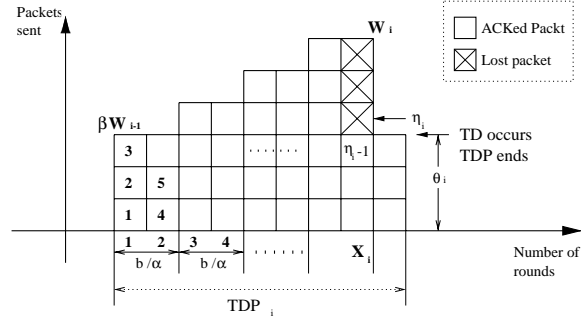 Packets
sent
W i
ACKed Packt
Lost packet
βW i-1
η i
TD occurs
TDP ends
3
. . . . . .
η i -1
θ i
2 5
1 4
1 2 3 4
. . . . . .
X i
Number of
rounds
b/α b/α
TDP i